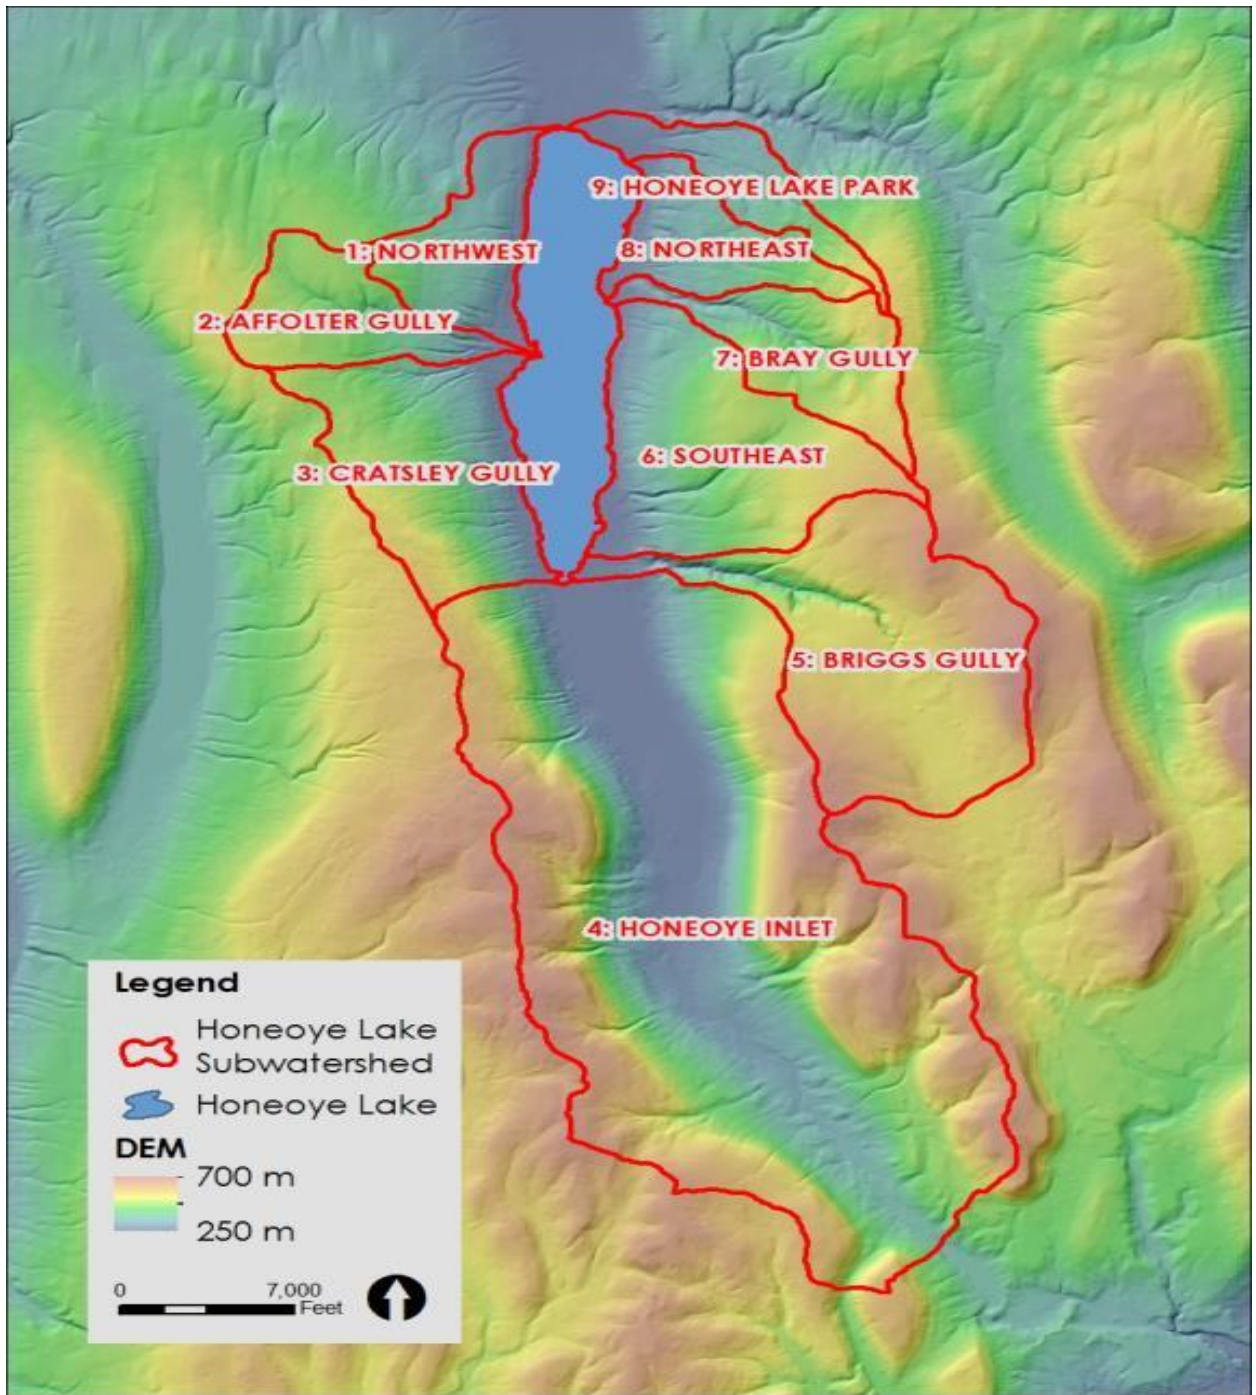 9: HONEOYE LAKE PARK
1: NORTHWEST
8: NORTHEAST
2: AFFOLTER GULLY
7: BRAY GULLY
6: SOUTHEAST
3: CRATSLEY GULLY
5: BRIGGS GULLY
4: HONEOYE INLET
Legend
Honeoye Lake
Subwatershed
Honeoye Lake
DEM
700 m
250 m
0 7,000
Feet